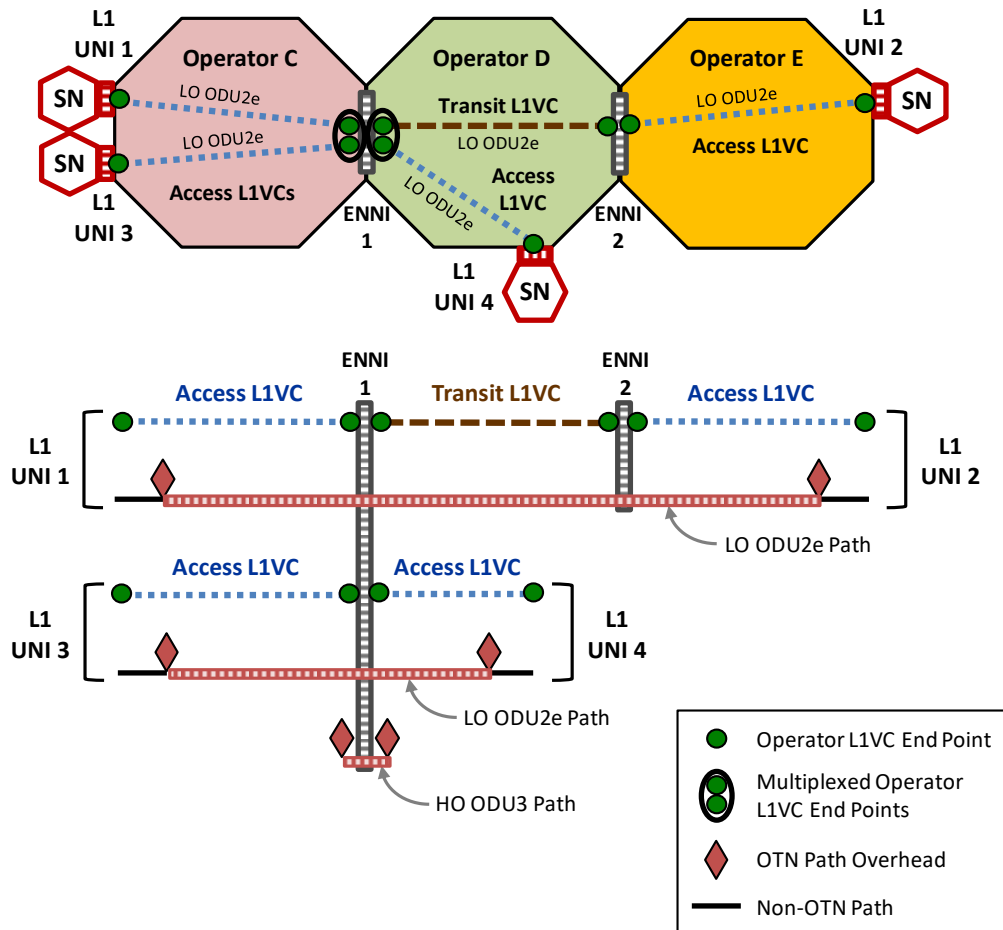 L1
UNI 1
Operator C
Operator D
Operator E
L1
UNI 2
SN
LO ODU2e
Transit L1VC
LO ODU2e
SN
LO ODU2e
LO ODU2e
Access L1VC
SN
Access L1VCs
Access
L1VC
LO ODU2e
L1
UNI 3
ENNI
1
ENNI
2
L1
UNI 4
SN
ENNI
1
ENNI
2
Access L1VC
Transit L1VC
Access L1VC
L1
UNI 1
L1
UNI 2
LO ODU2e Path
Access L1VC
Access L1VC
L1
UNI 3
L1
UNI 4
LO ODU2e Path
HO ODU3 Path
Operator L1VC End Point
Multiplexed Operator
L1VC End Points
OTN Path Overhead
Non-OTN Path